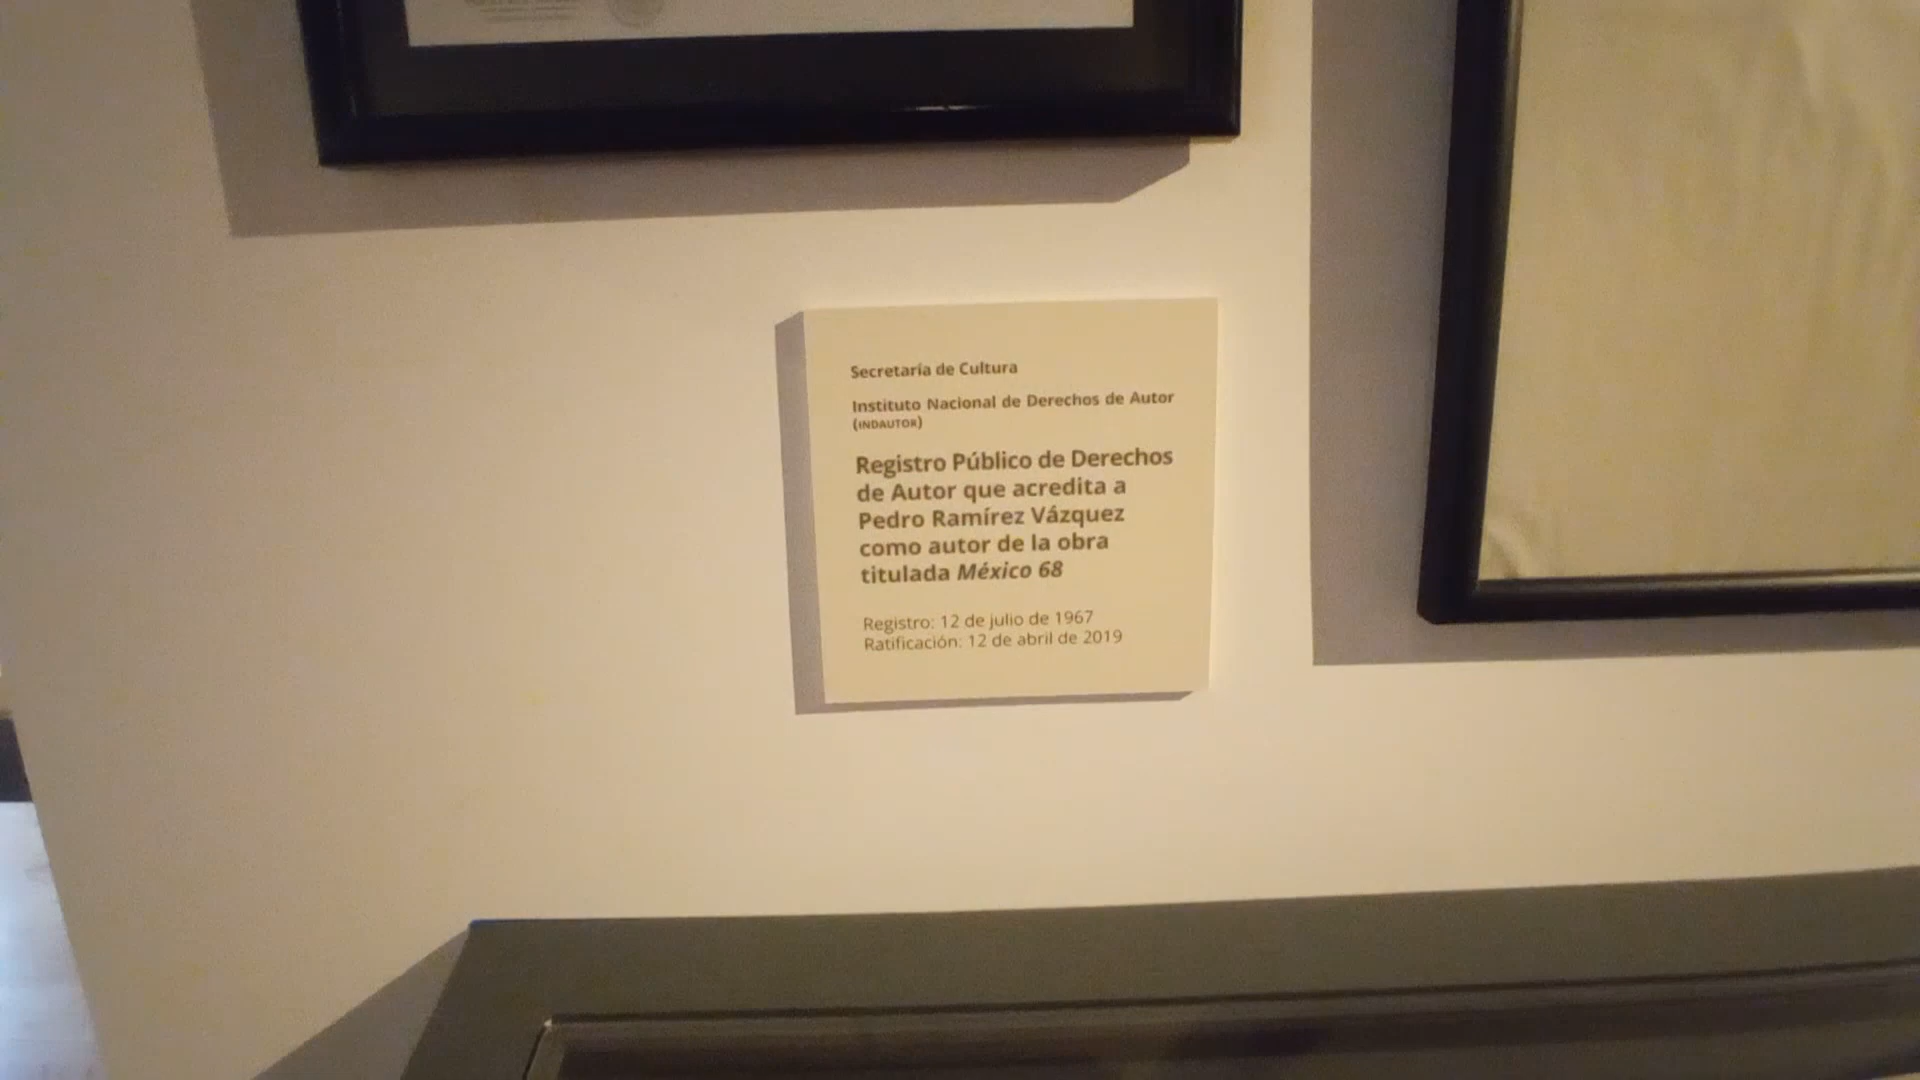 Secretaría de Cultura
Instituto Nacional de Derechos de Autor
(INDAUTOR)
Registro Público de Derechos
de Autor que acredita a
Pedro Ramírez Vázquez
como autor de la obra
titulada México 68
Registro: 12 de julio de 1967
Ratificación: 12 de abril de 2019